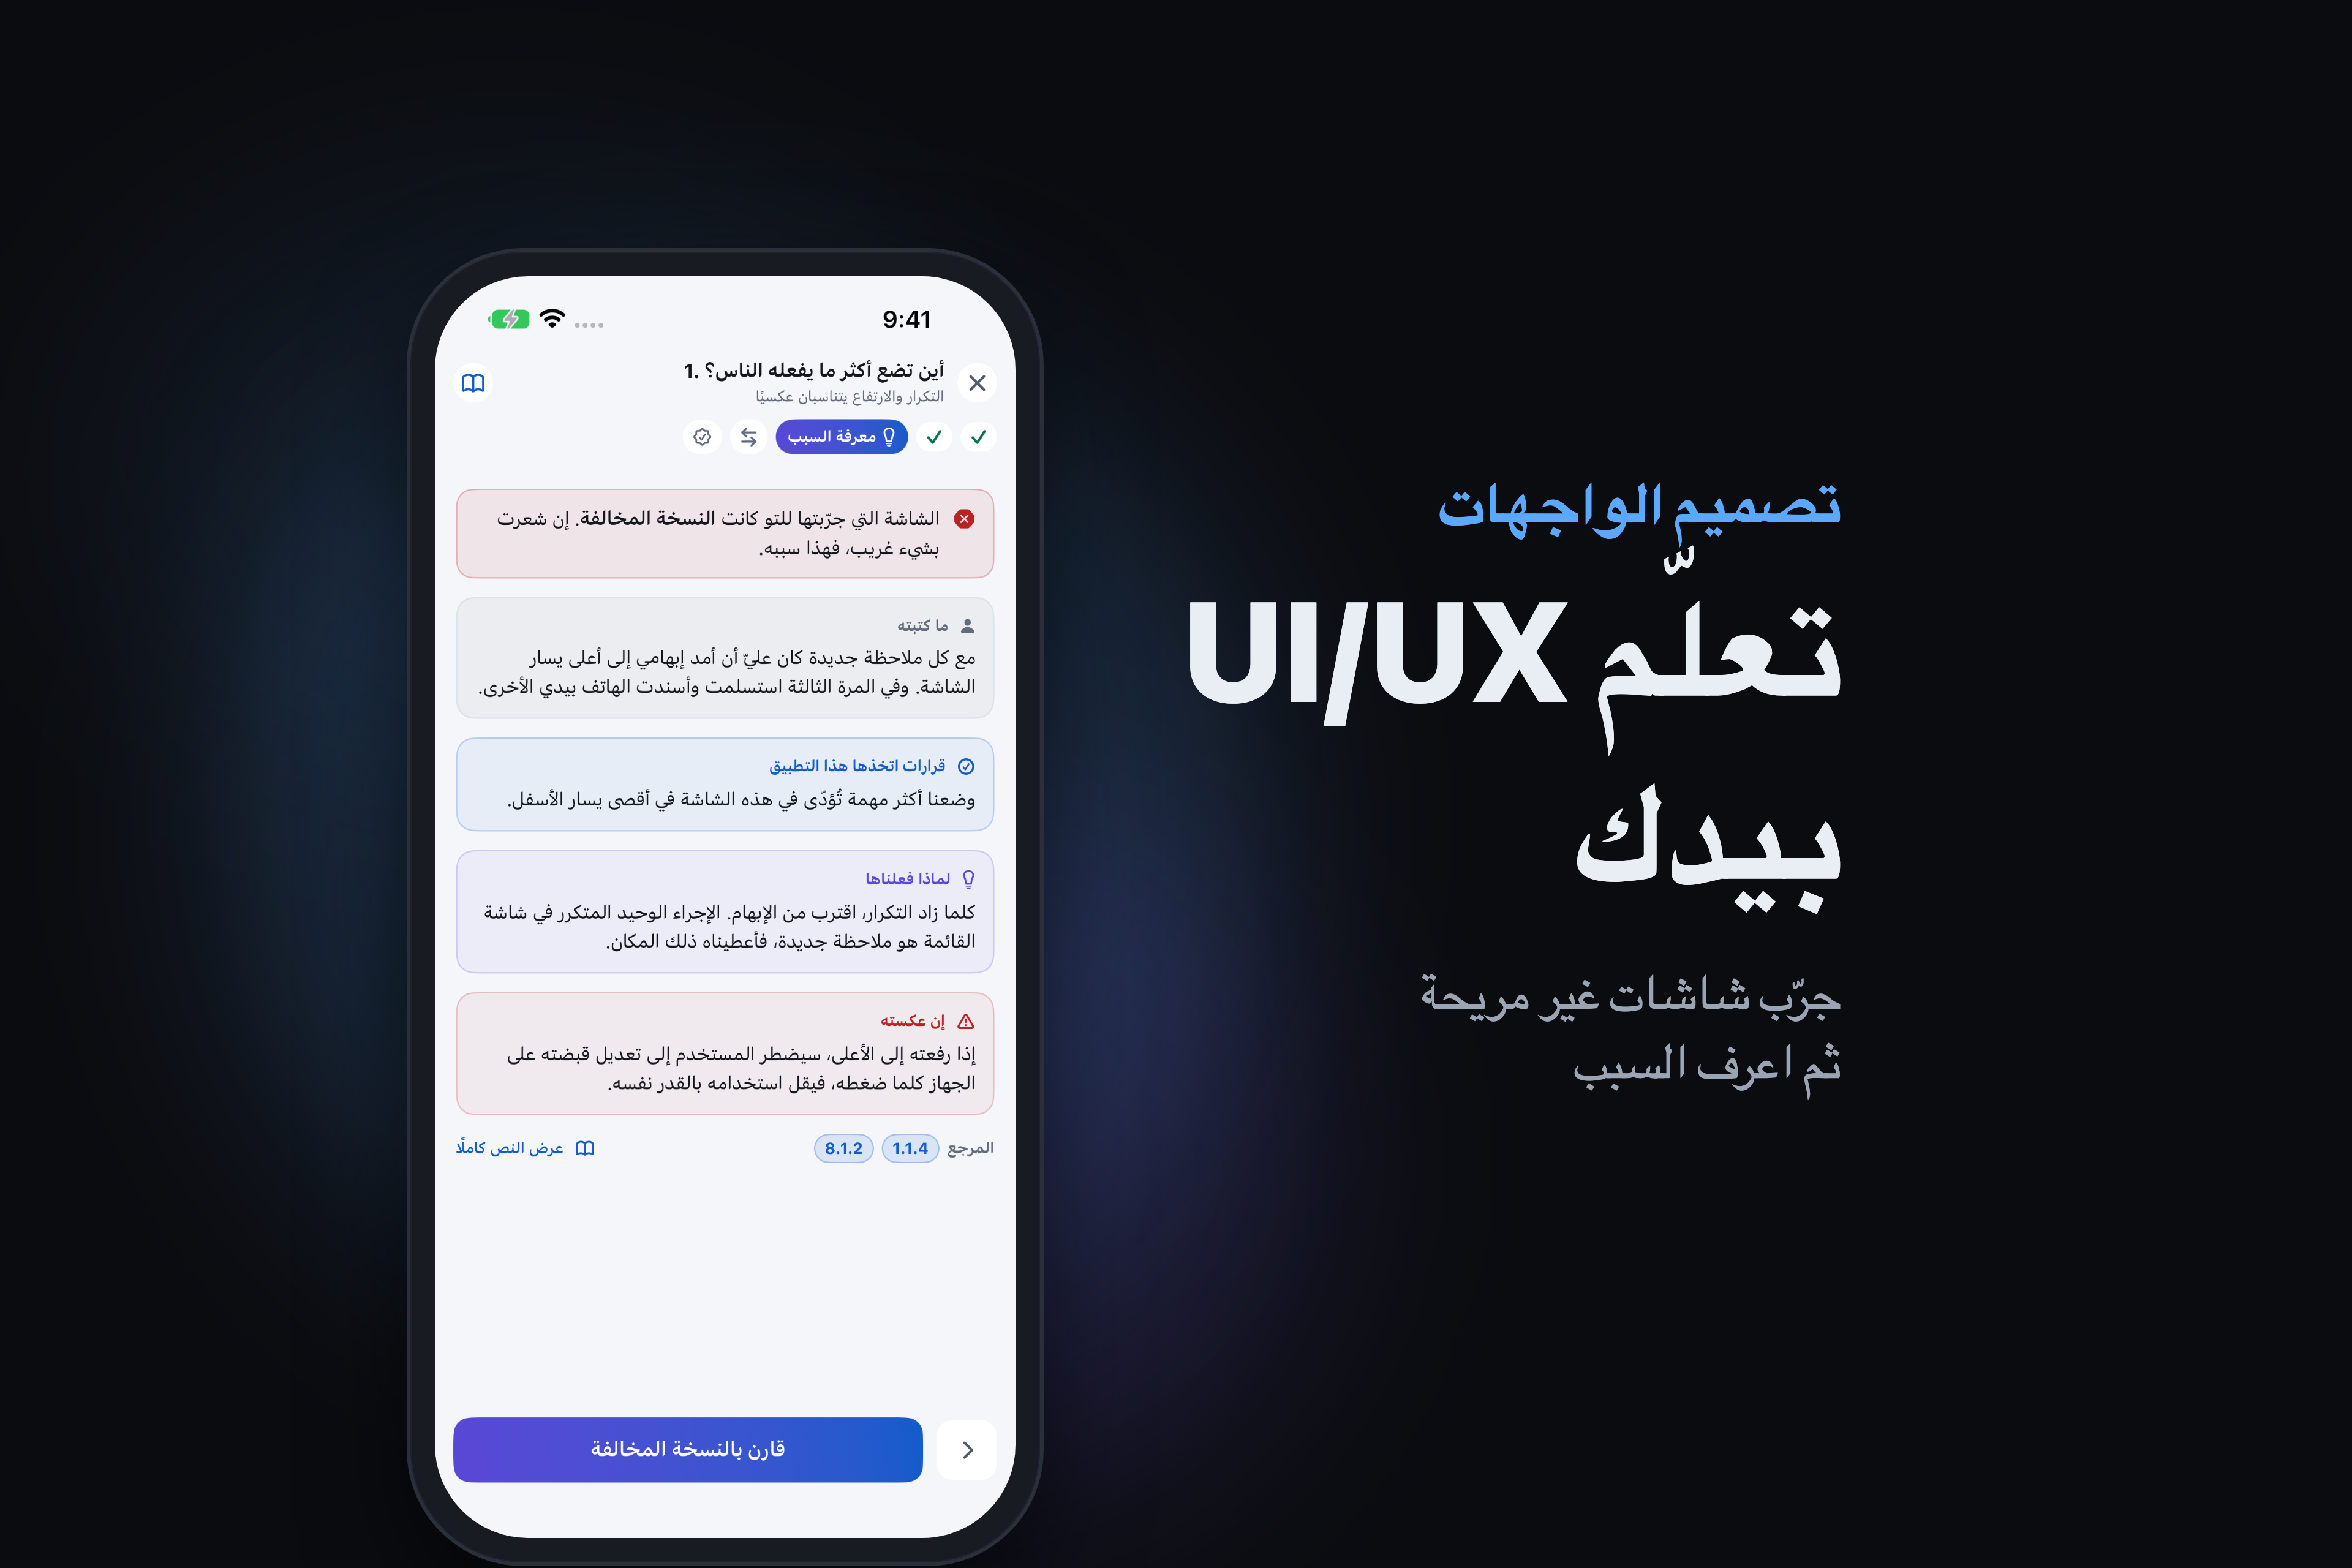 تصميم الواجهات
تعلّم UI/UX
بيدك
جرّب شاشات غير مريحة
ثم اعرف السبب
9:41
أين تضع أكثر ما يفعله الناس؟ .1
التكرار والارتفاع يتناسبان عكسيًا
معرفة السبب
الشاشة التي جرّبتها للتو كانت النسخة المخالفة. إن شعرت
بشيء غريب، فهذا سببه.
ما كتبته
مع كل ملاحظة جديدة كان عليّ أن أمد إبهامي إلى أعلى يسار
الشاشة. وفي المرة الثالثة استسلمت وأسندت الهاتف بيدي الأخرى.
قرارات اتخذها هذا التطبيق
وضعنا أكثر مهمة تُؤدّى في هذه الشاشة في أقصى يسار الأسفل.
لماذا فعلناها
كلما زاد التكرار، اقترب من الإبهام. الإجراء الوحيد المتكرر في شاشة
القائمة هو ملاحظة جديدة، فأعطيناه ذلك المكان.
إن عكسته
إذا رفعته إلى الأعلى، سيضطر المستخدم إلى تعديل قبضته على
الجهاز كلما ضغطه، فيقل استخدامه بالقدر نفسه.
المرجع 1.1.4 8.1.2 عرض النص كاملًا
قارن بالنسخة المخالفة